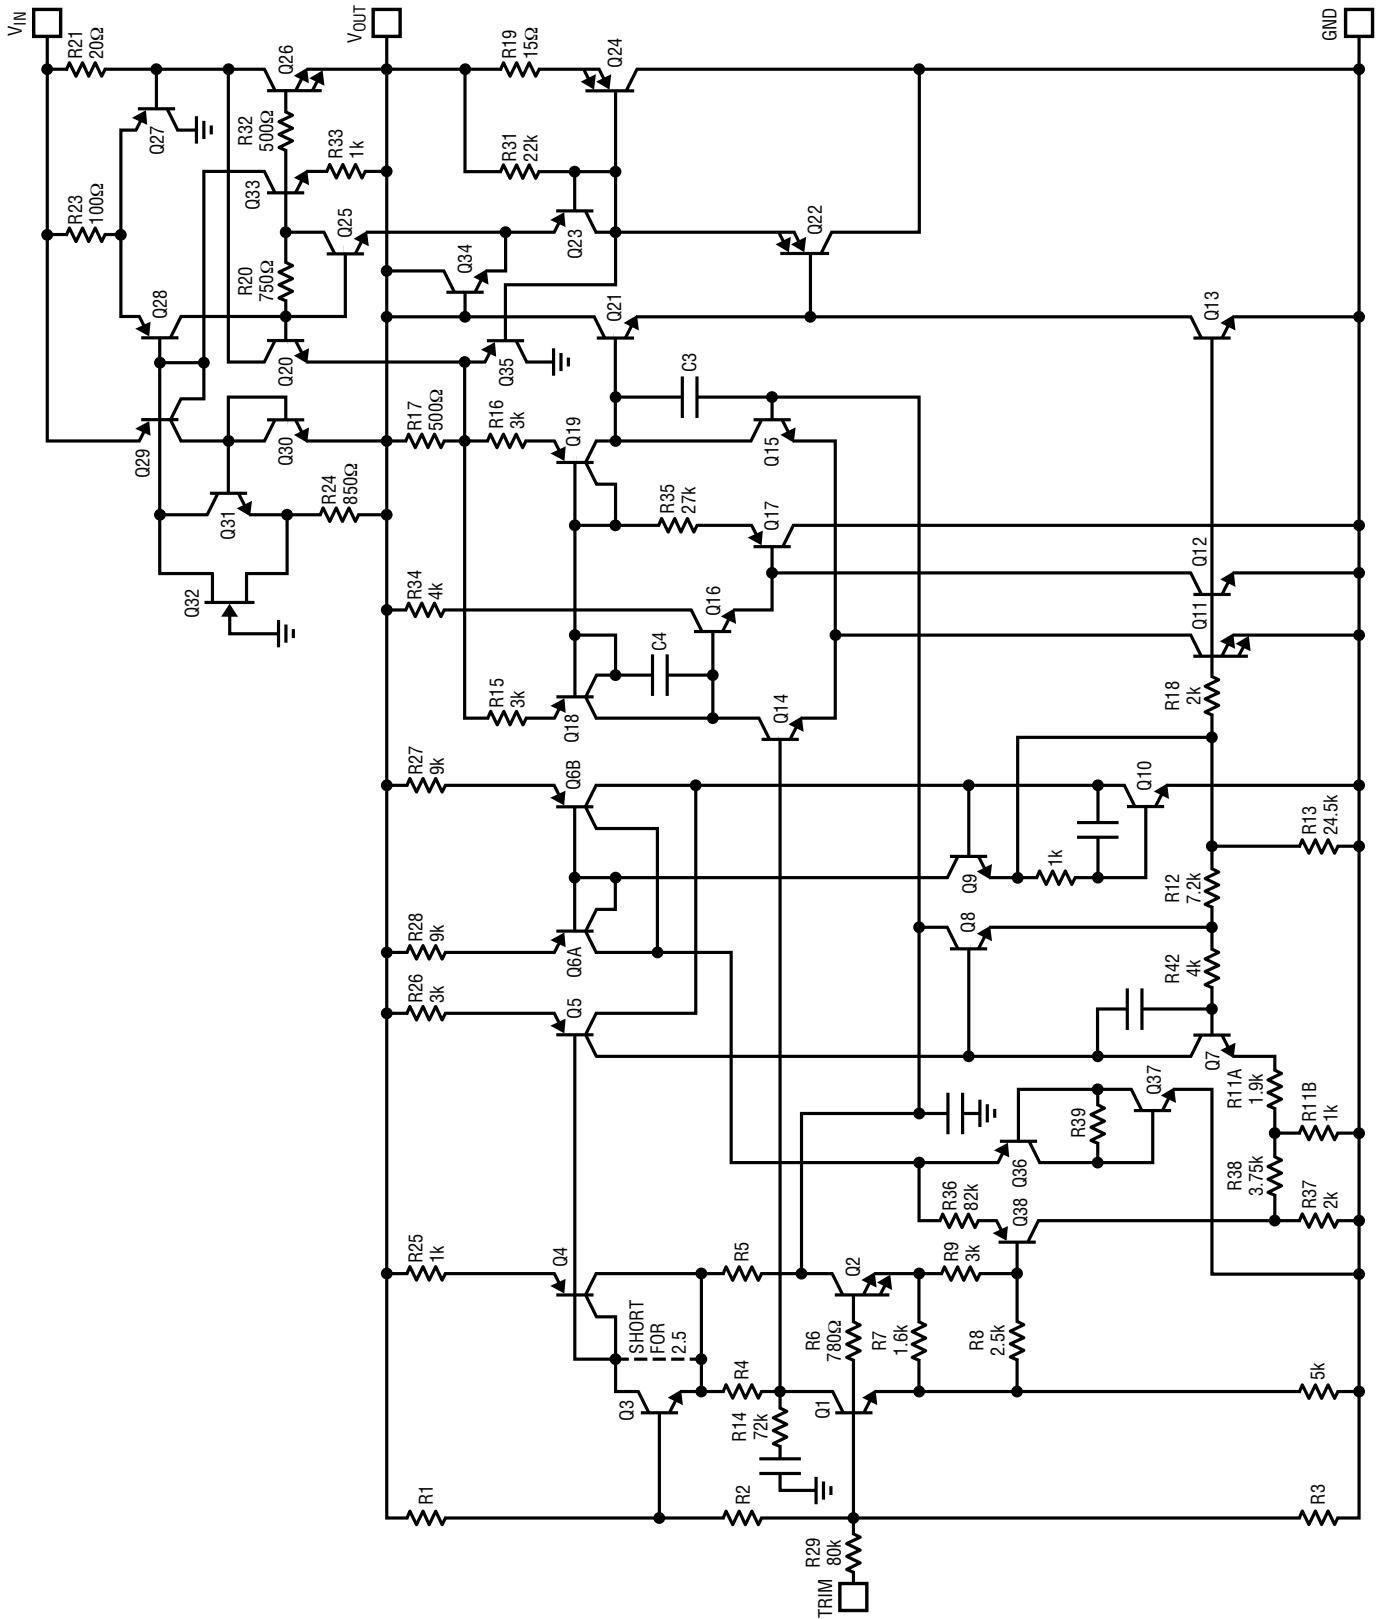 VIN
R21
20Ω
R23
100Ω
Q27
Q28
Q29
Q32
Q31
Q26
R32
500Ω
Q33
R33
1k
Q25
R20
750Ω
Q20
Q30
R24
850Ω
VOUT
R19
15Ω
Q24
R31
22k
Q23
Q22
Q34
Q35
Q21
Q13
R17
500Ω
R16
3k
Q19
C3
Q15
R35
27k
Q17
Q12
R34
4k
Q16
Q11
C4
R15
3k
Q18
Q14
R18
2k
R27
9k
Q6B
Q10
R13
24.5k
Q9
1k
R12
7.2k
R28
9k
Q6A
Q8
R42
4k
R26
3k
Q5
Q7
R11A
1.9k
R11B
1k
Q37
R39
Q36
R38
3.75k
R37
2k
R36
82k
Q38
R25
1k
Q4
R5
Q2
R9
3k
SHORT
FOR
2.5
R6
780Ω
R7
1.6k
R8
2.5k
Q3
R4
R14
72k
Q1
5k
R1
R2
R3
R29
80k
TRIM
GND